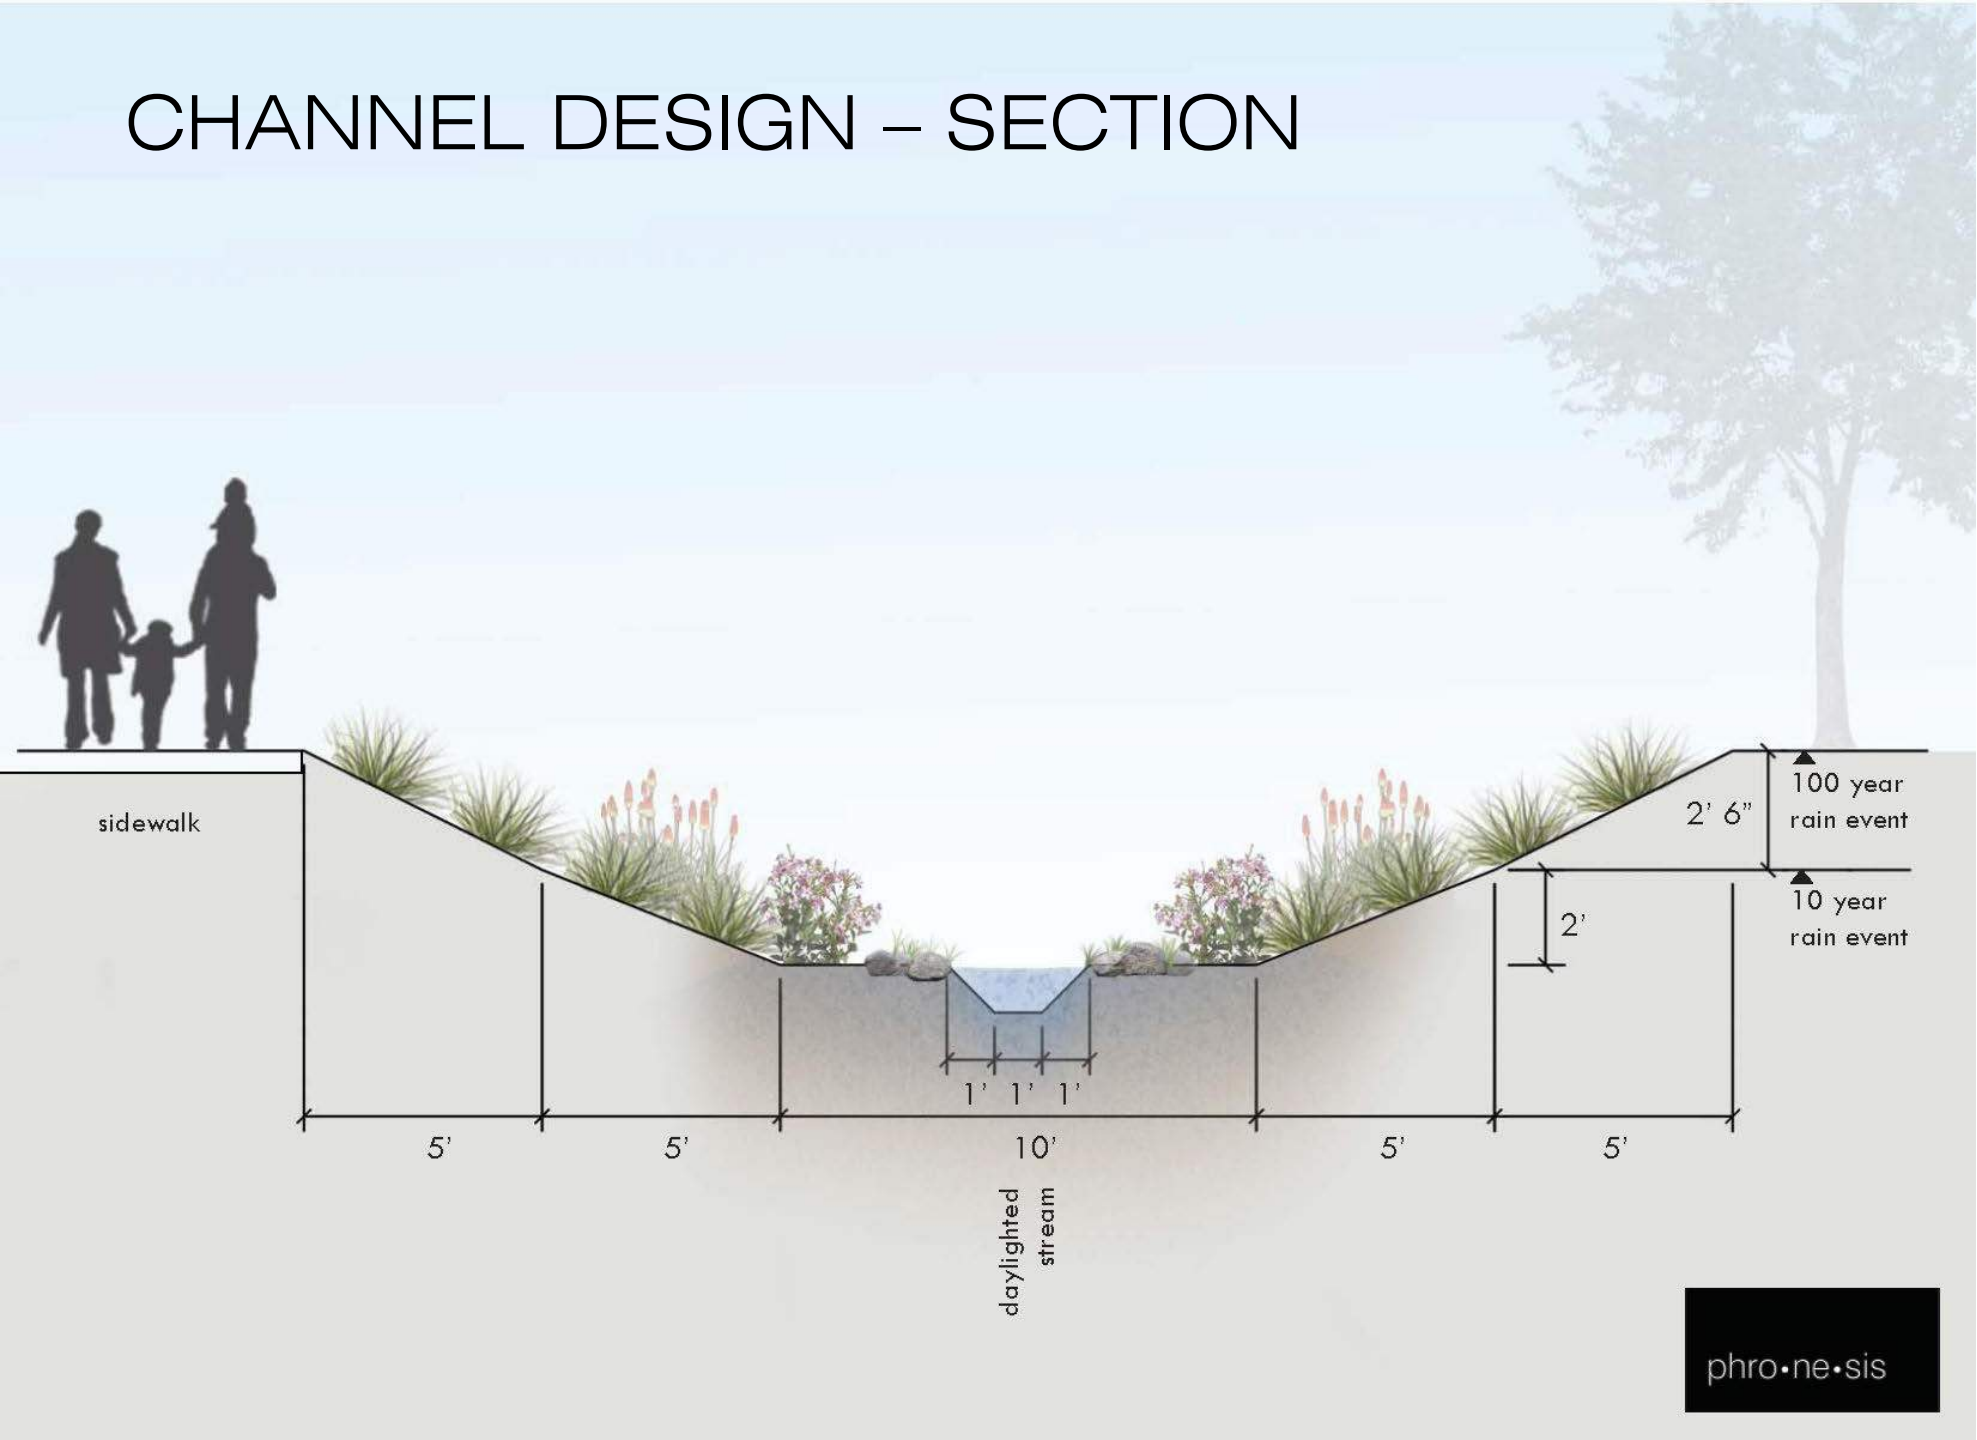 CHANNEL DESIGN – SECTION
sidewalk
2' 6"
100 year
rain event
2'
10 year
rain event
1' 1' 1'
5' 5' 10' 5' 5'
daylighted
stream
phro•ne•sis